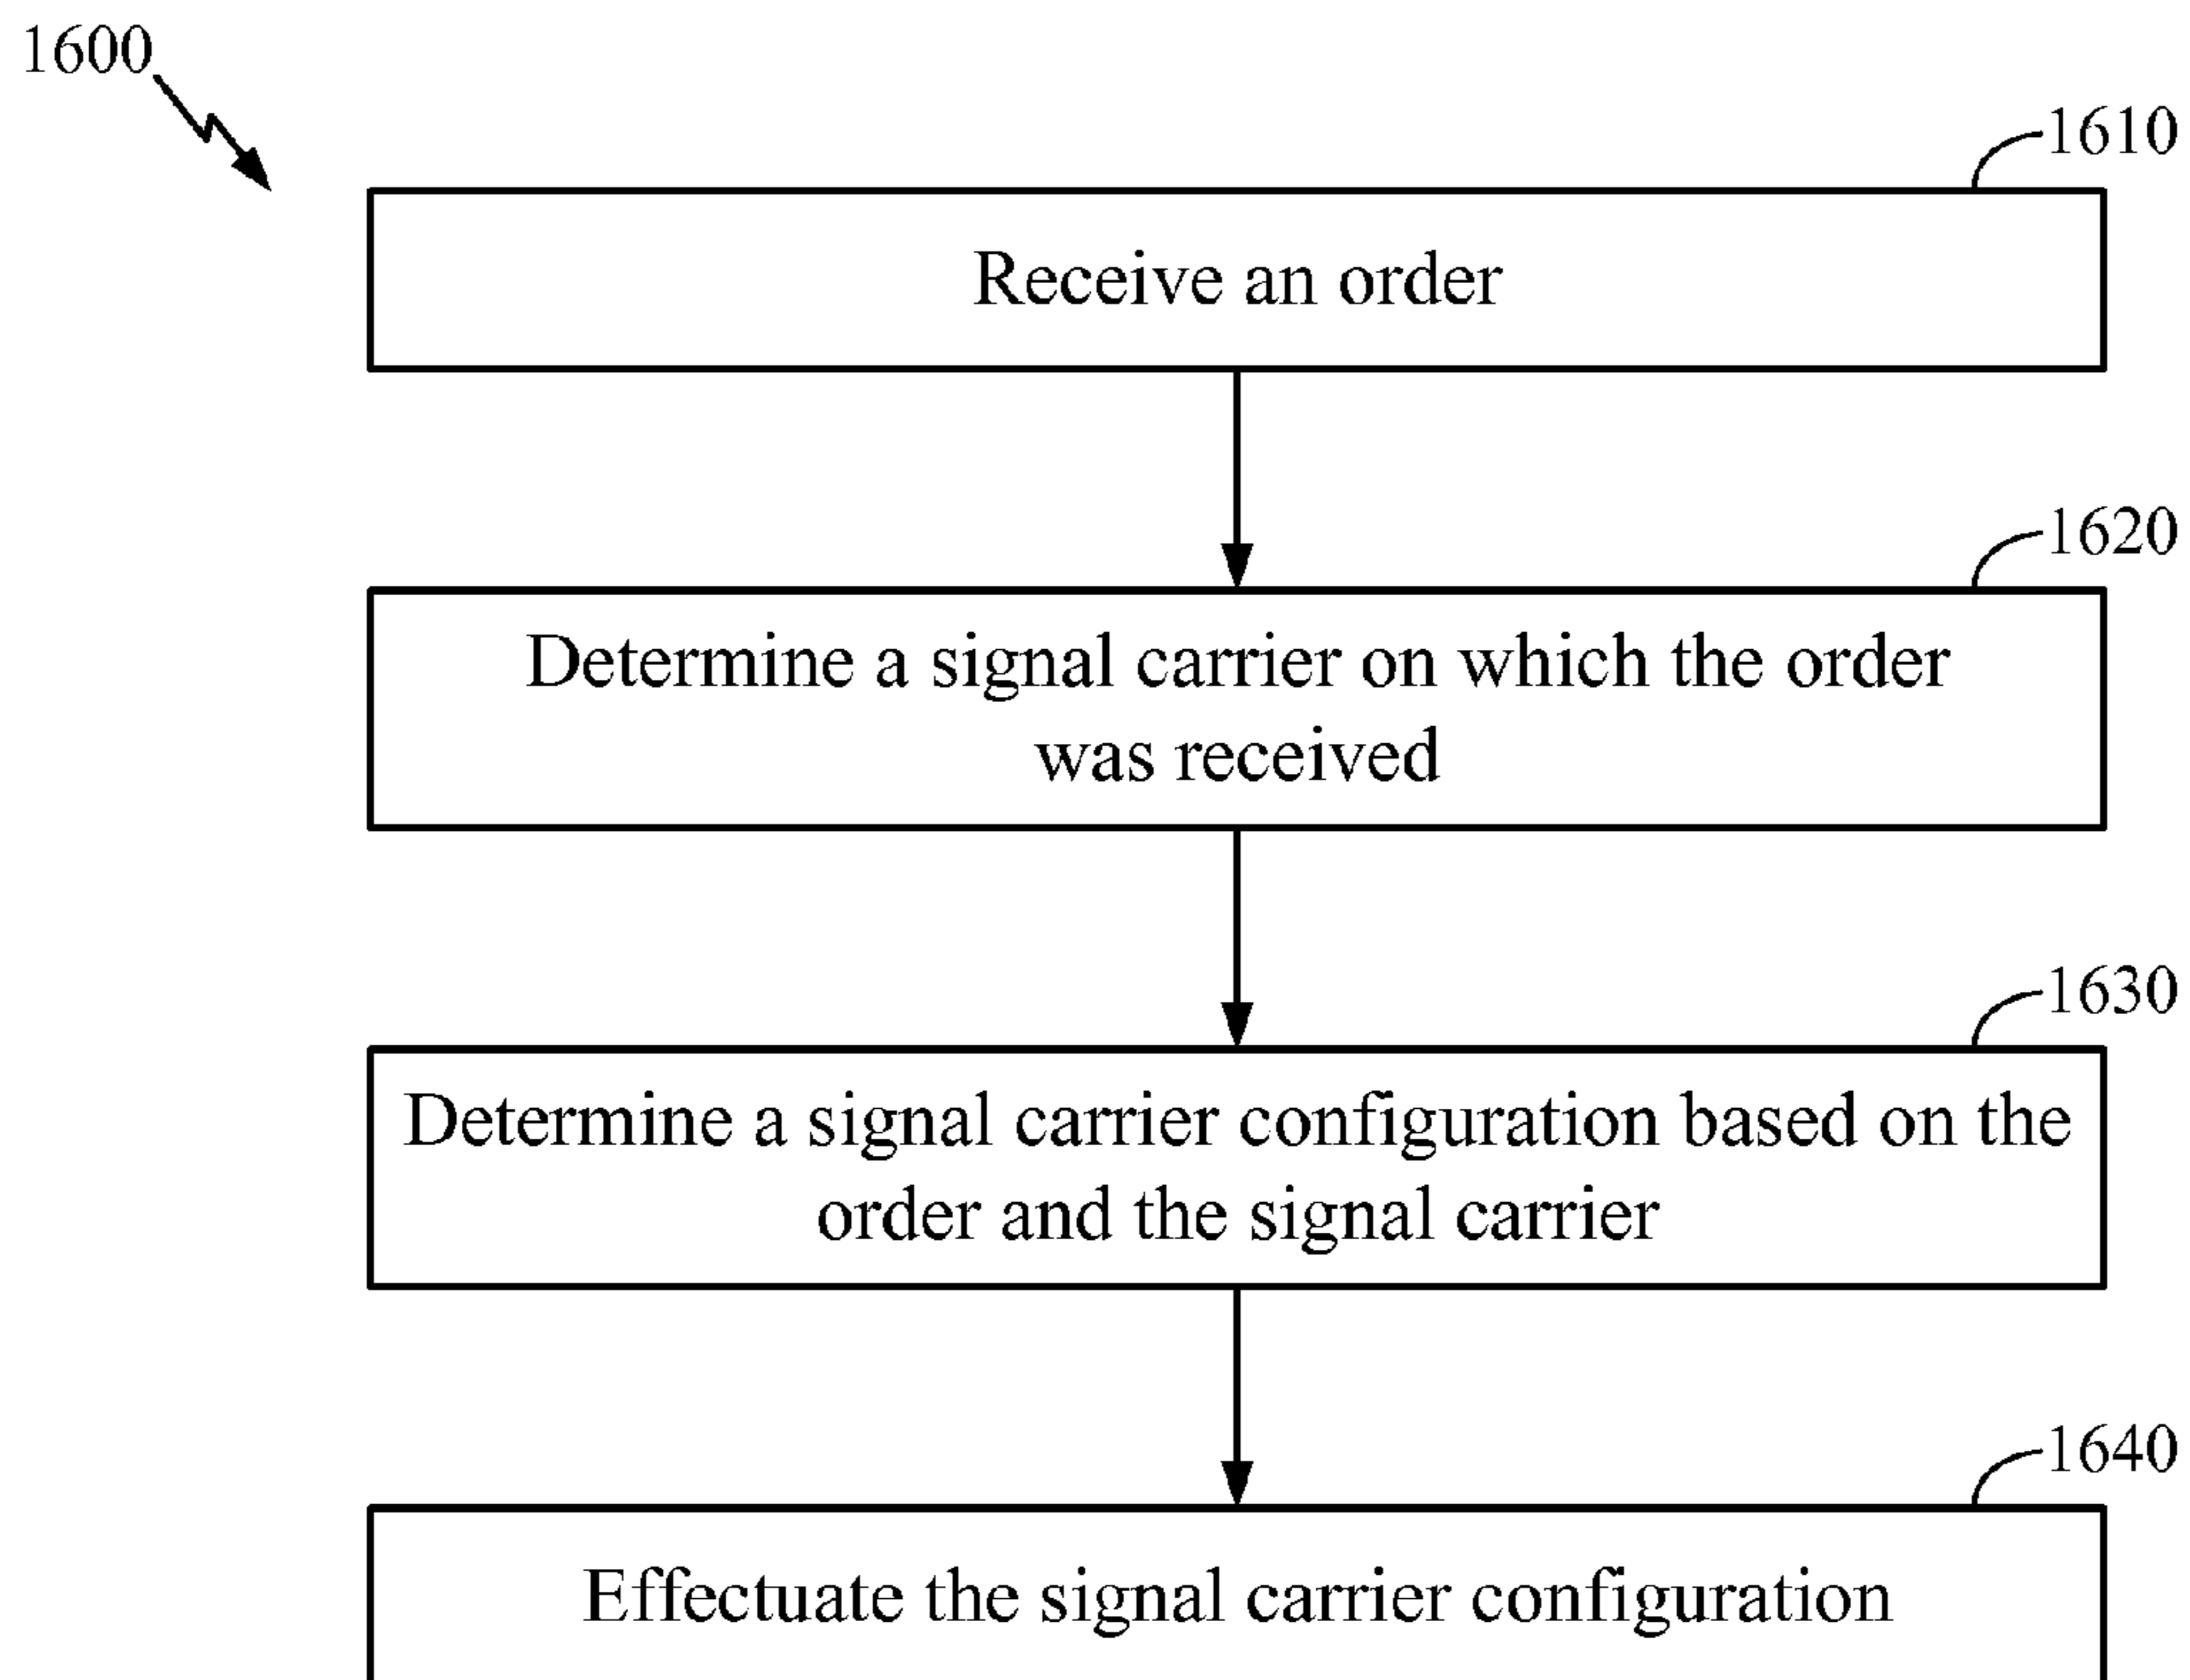 1600
1610
Receive an order
1620
Determine a signal carrier on which the order
was received
1630
Determine a signal carrier configuration based on the
order and the signal carrier
1640
Effectuate the signal carrier configuration